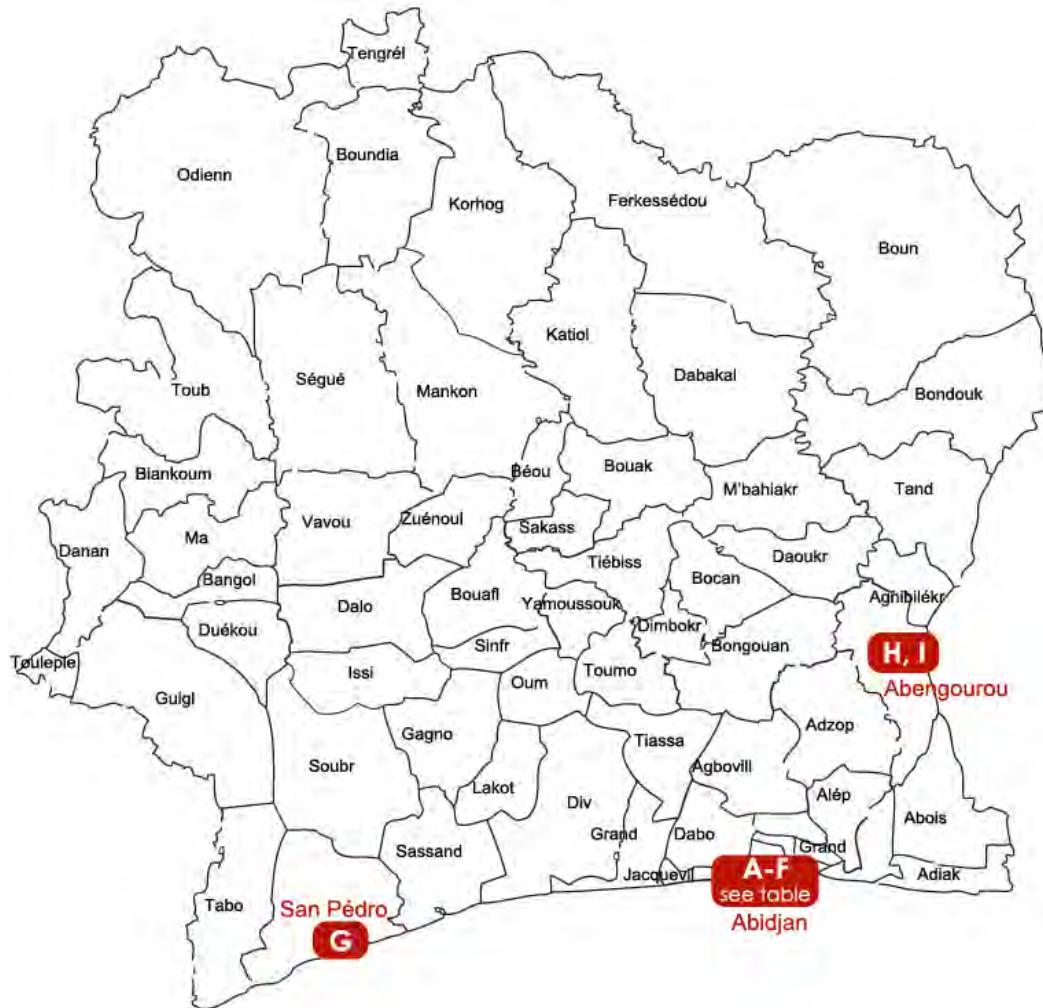 Tengrél
Boundia
Odienn
Korhog
Ferkessédou
Boun
Katiol
Toub
Ségué
Mankon
Dabakal
Bondouk
Béou
Bouak
Biankoum
M'bahiakr
Tand
Vavou
Zuénoul
Sakass
Ma
Danan
Tiébiss
Daoukr
Bangol
Bocan
Dalo
Bouafl
Yamoussouk
Agnibilékr
Duékou
Dimbokr
Sinfr
Bongouan
H, I
Toulepie
Issi
Toumo
Oum
Abengourou
Guigl
Adzop
Gagno
Tiassa
Soubr
Agbovill
Lakot
Alép
Div
Abois
Grand
Dabo
Grand
Sassand
A-F
see table
Jacquevil
Adiak
Tabo
San Pédro
Abidjan
G